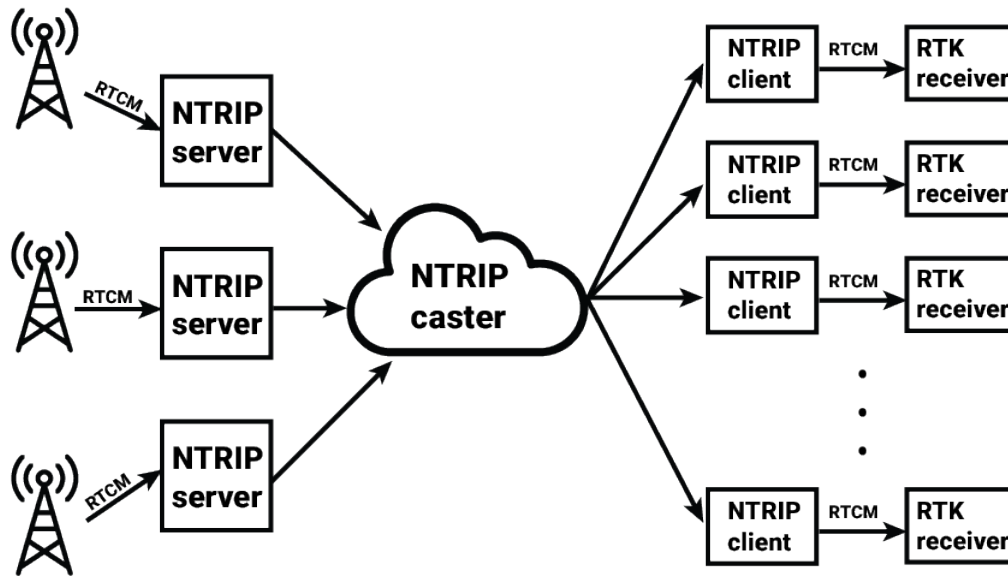 RTCM
NTRIP
server
RTCM
NTRIP
server
RTCM
NTRIP
server
NTRIP
caster
NTRIP
client
RTCM
RTK
receiver
NTRIP
client
RTCM
RTK
receiver
NTRIP
client
RTCM
RTK
receiver
NTRIP
client
RTCM
RTK
receiver